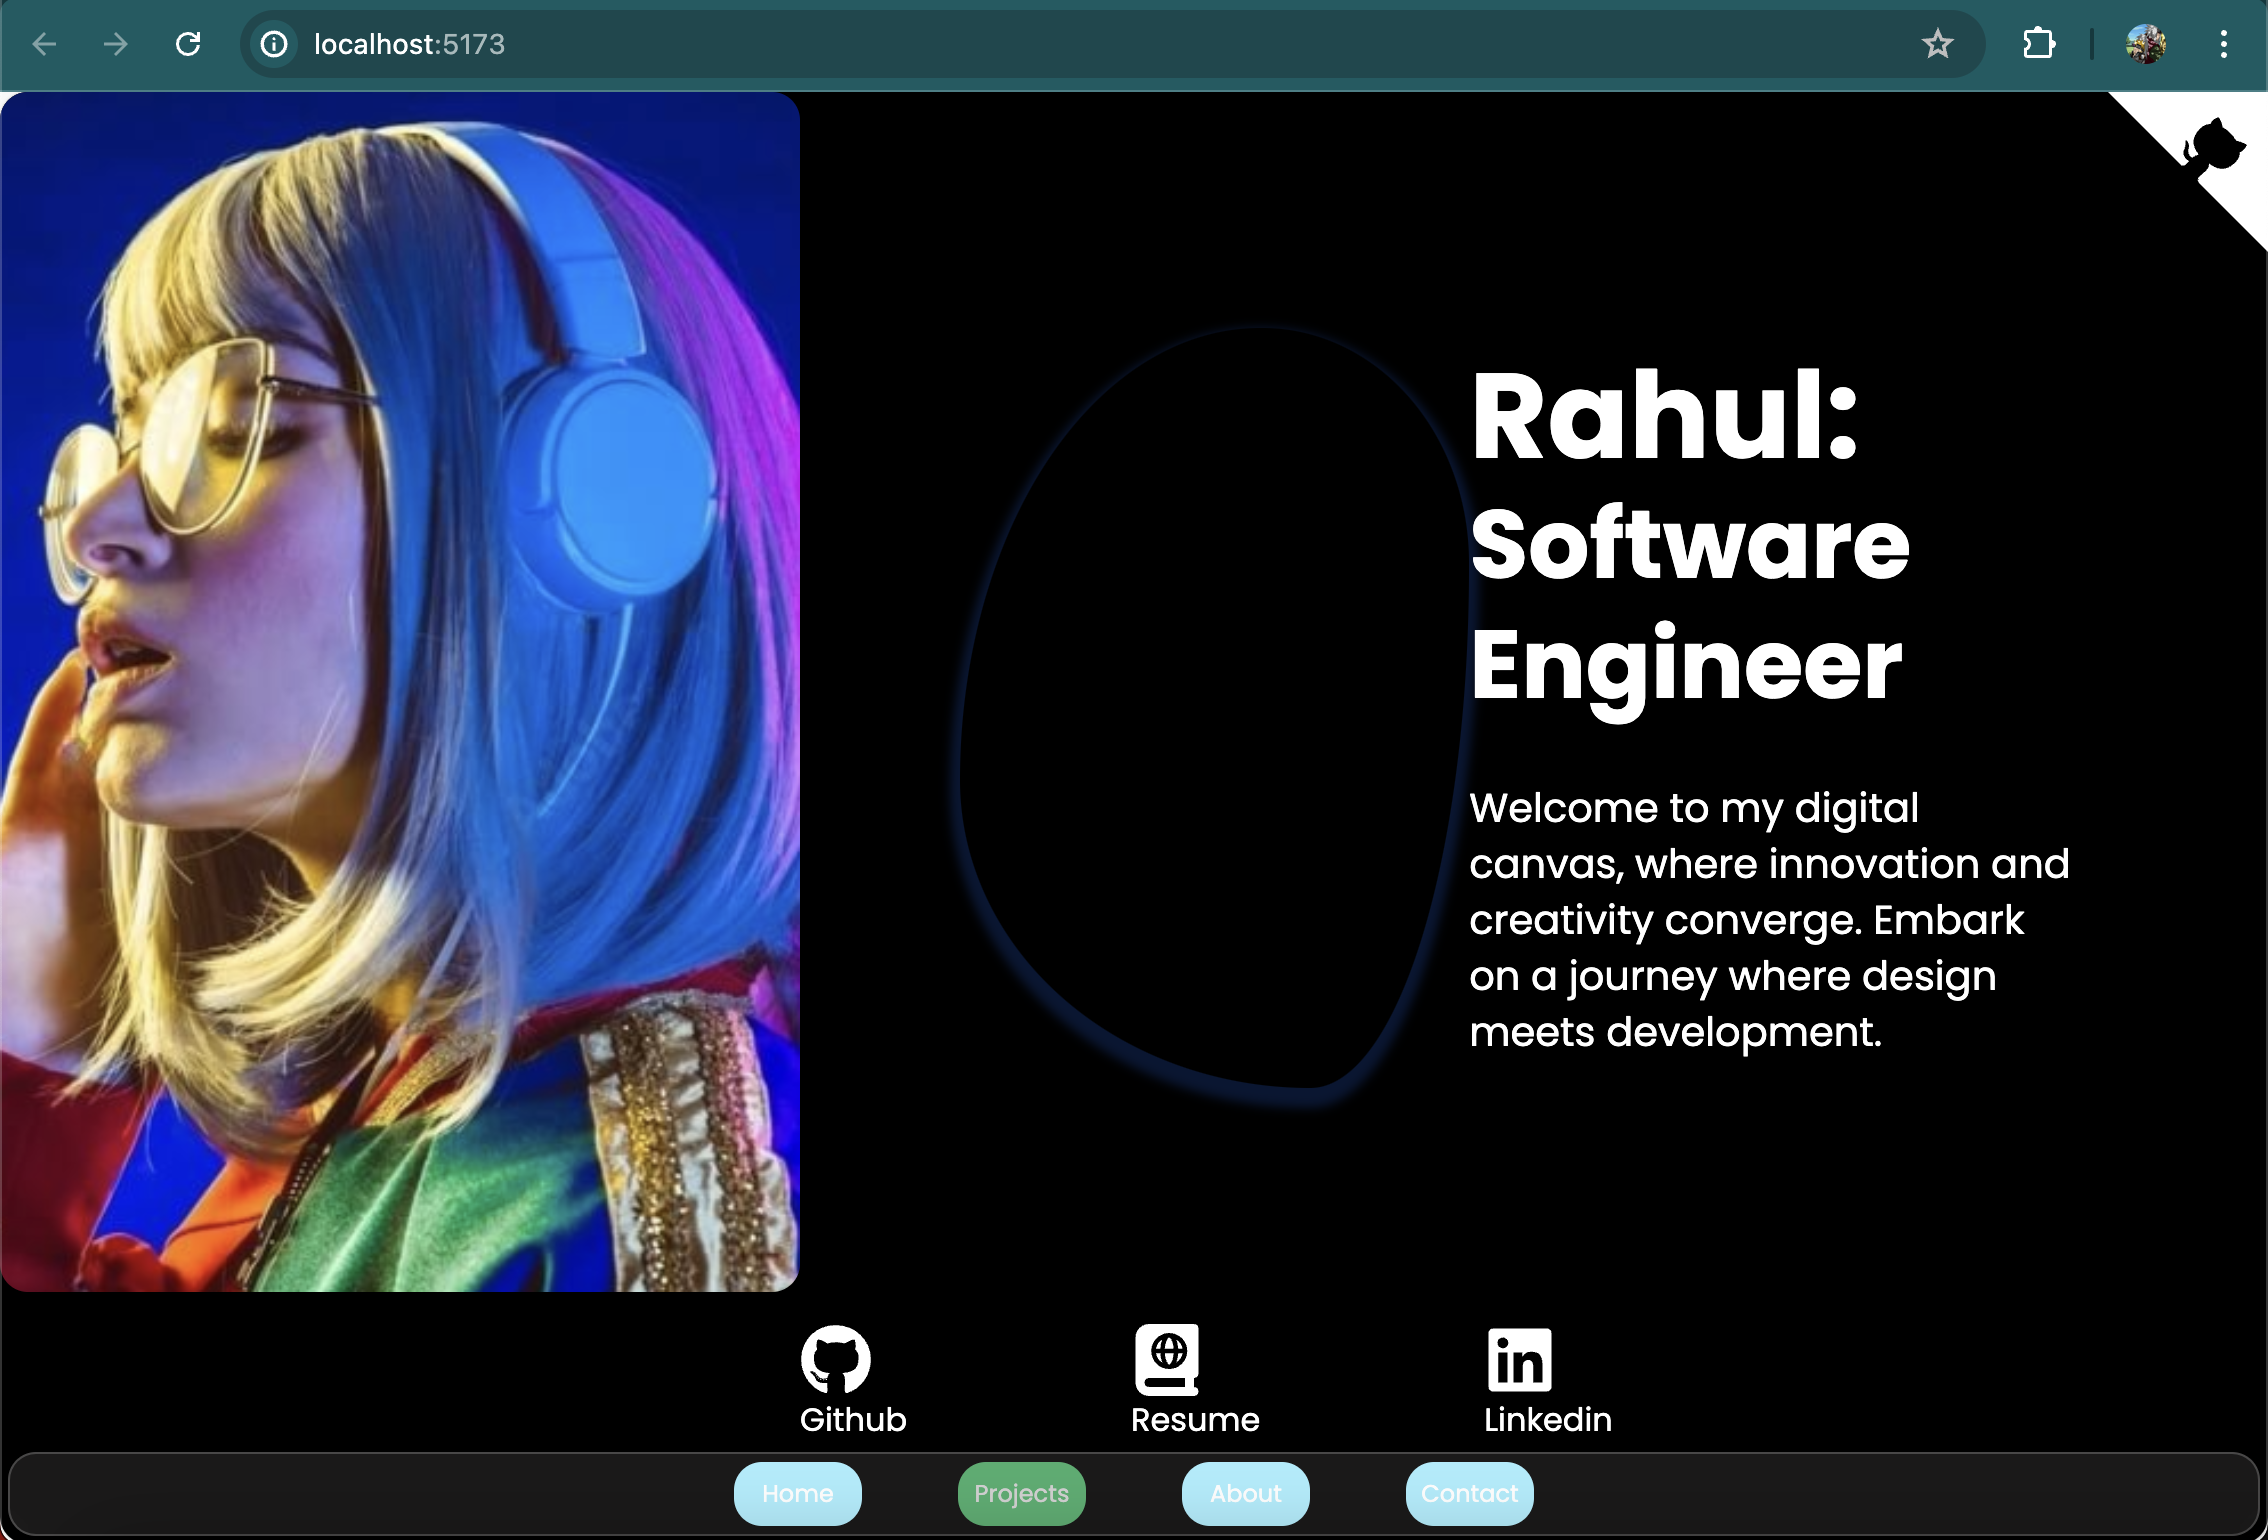 localhost:5173
Rahul:
Software
Engineer
Welcome to my digital
canvas, where innovation and
creativity converge. Embark
on a journey where design
meets development.
Github Resume Linkedin
Home Projects About Contact